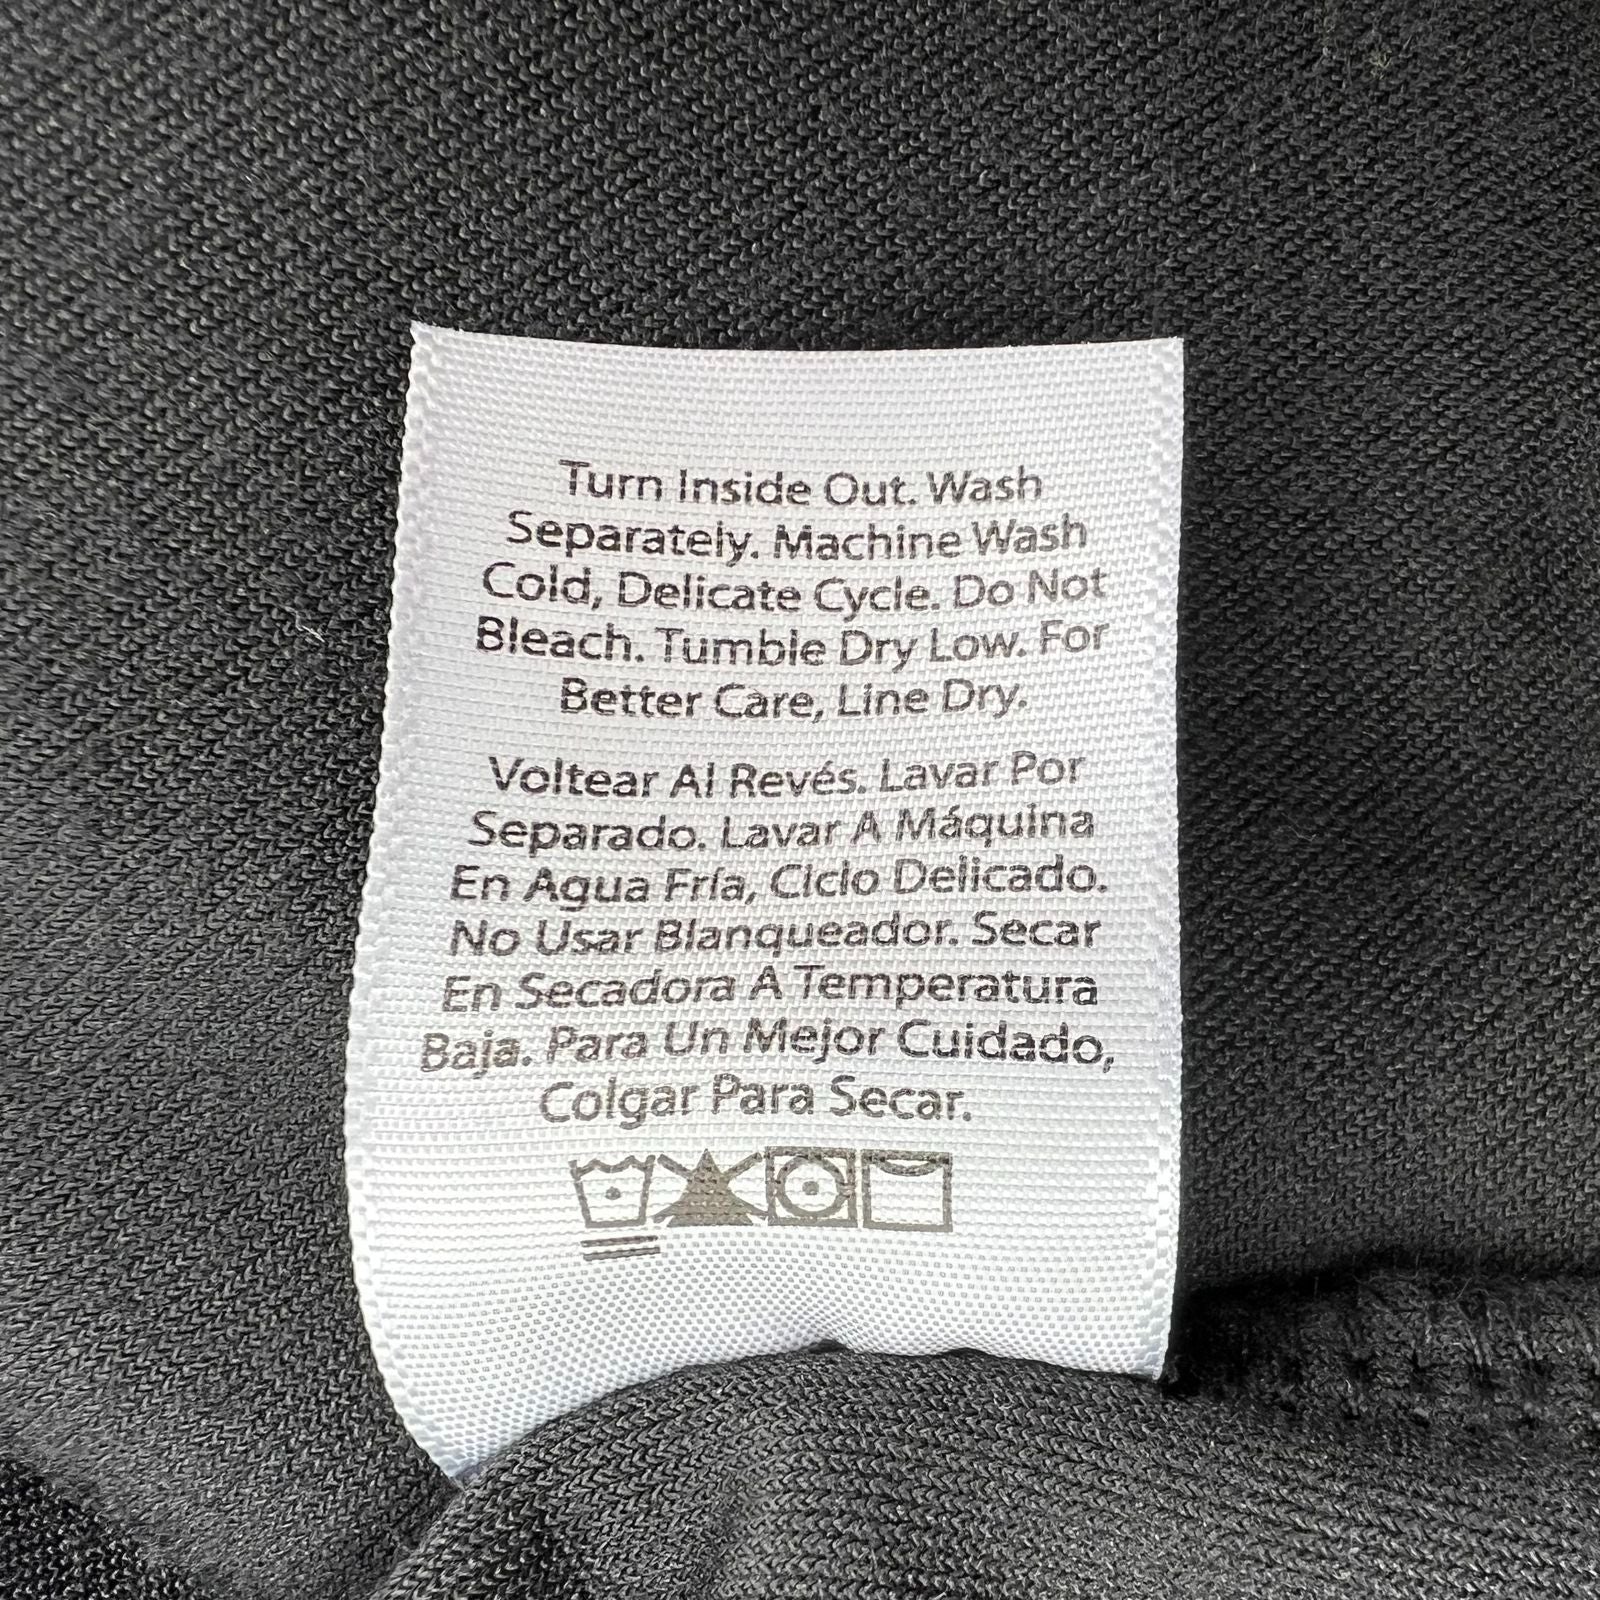 Turn Inside Out. Wash
Separately. Machine Wash
Cold, Delicate Cycle. Do Not
Bleach. Tumble Dry Low. For
Better Care, Line Dry.
Voltear Al Revés. Lavar Por
Separado. Lavar A Máquina
En Agua Fría, Ciclo Delicado.
No Usar Blanqueador. Secar
En Secadora A Temperatura
Baja. Para Un Mejor Cuidado,
Colgar Para Secar.